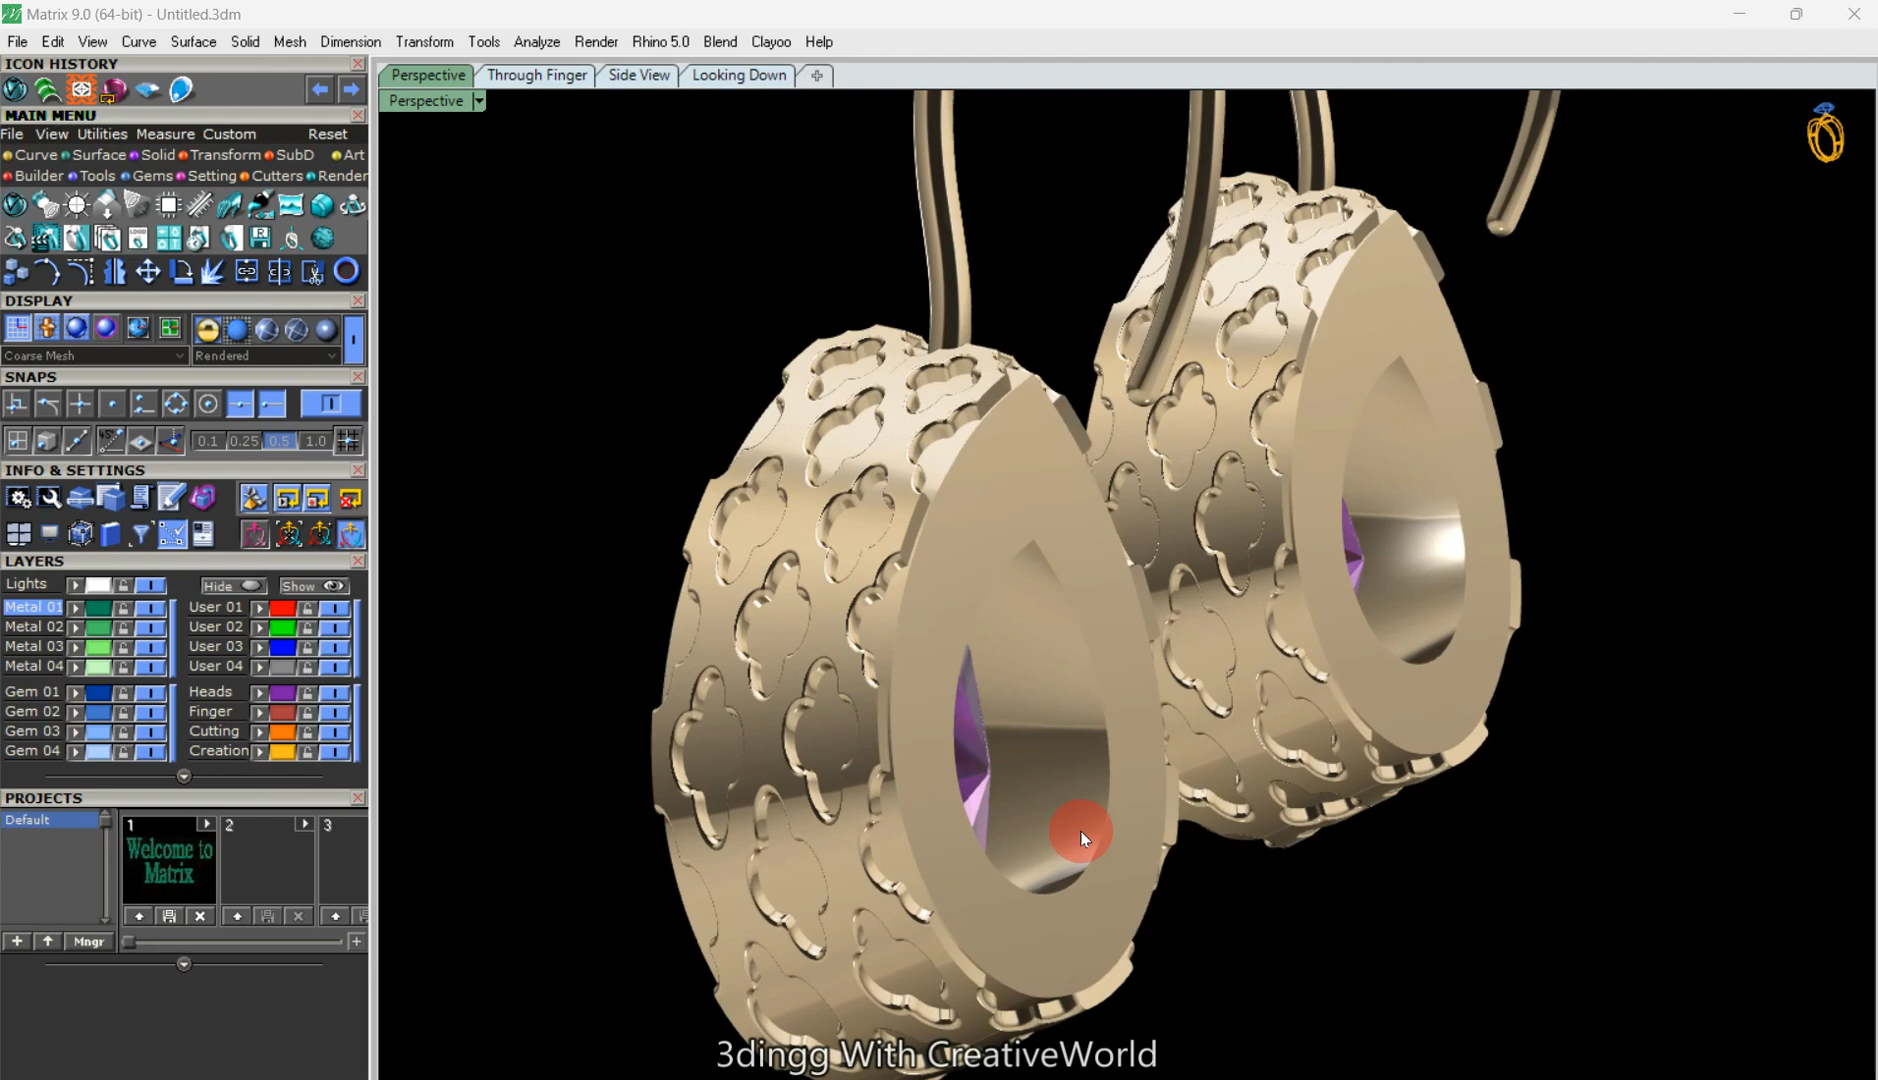 Matrix 9.0 (64-bit) - Untitled.3dm
File Edit View Curve Surface Solid Mesh Dimension Transform Tools Analyze Render Rhino 5.0 Blend Clayoo Help
ICON HISTORY
Perspective Through Finger Side View Looking Down
Perspective
MAIN MENU
File View Utilities Measure Custom Reset
Curve Surface Solid Transform SubD Art
Builder Tools Gems Setting Cutters Render
DISPLAY
Coarse Mesh Rendered
SNAPS
0.1 0.25 0.5 1.0
INFO & SETTINGS
LAYERS
Lights Hide Show
Metal 01 User 01
Metal 02 User 02
Metal 03 User 03
Metal 04 User 04
Gem 01 Heads
Gem 02 Finger
Gem 03 Cutting
Gem 04 Creation
PROJECTS
Default 1 2 3
Welcome to
Matrix
Mngr
3dingg With CreativeWorld